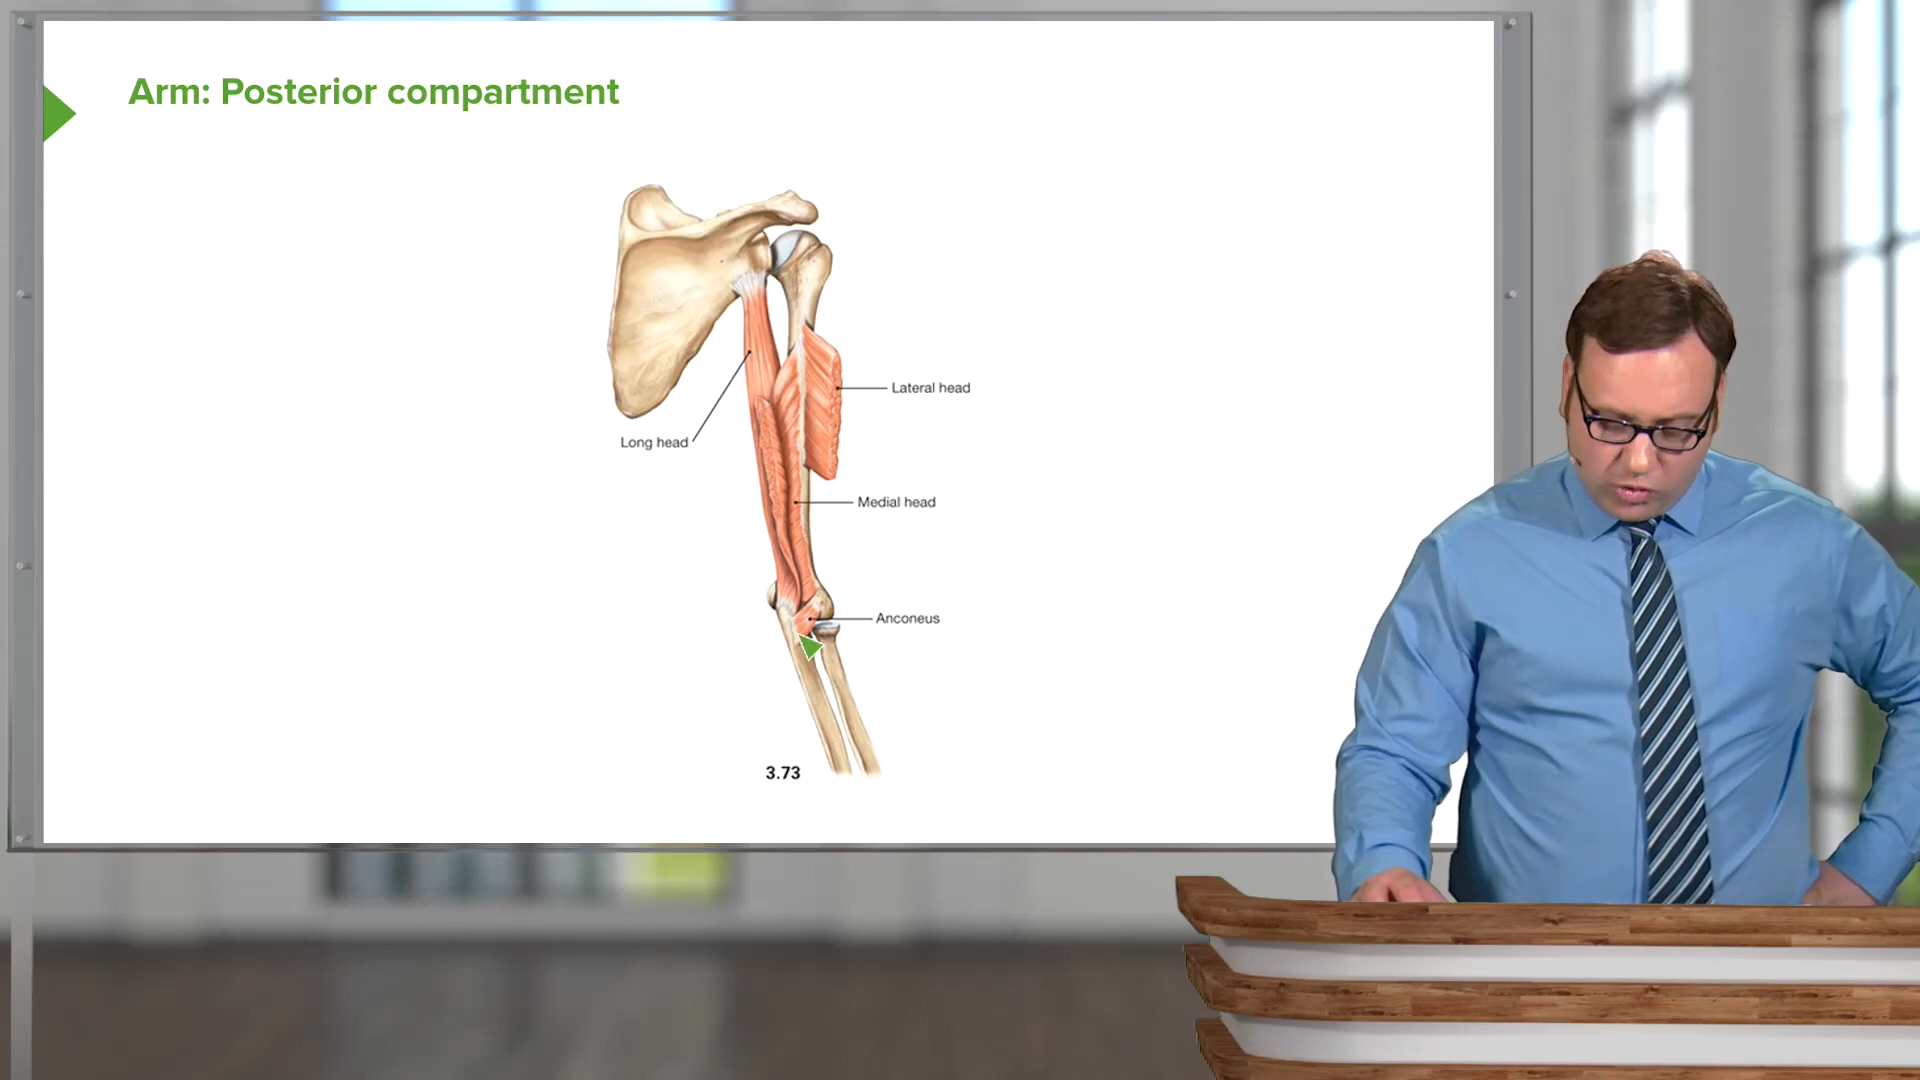 Arm: Posterior compartment
Lateral head
Long head
Medial head
Anconeus
3.73